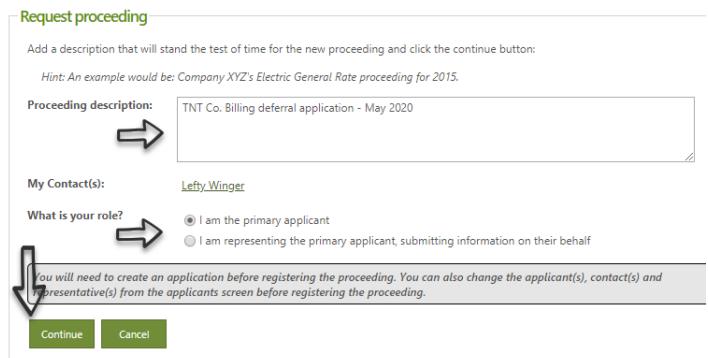 Request proceeding
Add a description that will stand the test of time for the new proceeding and click the continue button:
Hint: An example would be: Company XYZ's Electric General Rate proceeding for 2015.
Proceeding description:
TNT Co. Billing deferral application - May 2020
My Contact(s):
Lefty Winger
What is your role?
I am the primary applicant
I am representing the primary applicant, submitting information on their behalf
You will need to create an application before registering the proceeding. You can also change the applicant(s), contact(s) and
representative(s) from the applicants screen before registering the proceeding.
Continue
Cancel